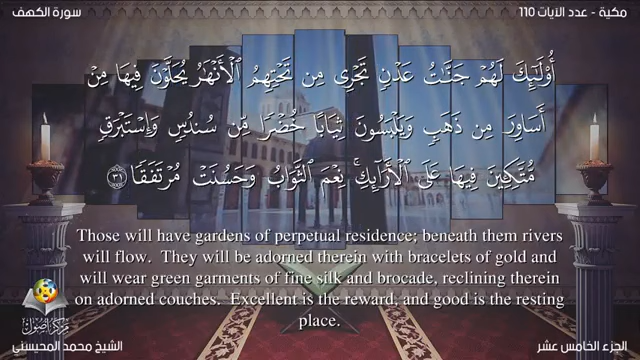 مكية - عدد الآيات 110
سورة الكهف
أُو۟لَـٰٓئِكَ لَهُمْ جَنَّـٰتُ عَدْنٍ تَجْرِى مِن تَحْتِهِمُ ٱلْأَنْهَـٰرُ يُحَلَّوْنَ فِيهَا مِنْ
أَسَاوِرَ مِن ذَهَبٍ وَيَلْبَسُونَ ثِيَابًا خُضْرًا مِّن سُندُسٍ وَإِسْتَبْرَقٍ
مُّتَّكِـِٔينَ فِيهَا عَلَى ٱلْأَرَآئِكِ ۚ نِعْمَ ٱلثَّوَابُ وَحَسُنَتْ مُرْتَفَقًا ٣١
Those will have gardens of perpetual residence; beneath them rivers
will flow. They will be adorned therein with bracelets of gold and
will wear green garments of fine silk and brocade, reclining therein
on adorned couches. Excellent is the reward, and good is the resting
place.
مركز أصول
الجزء الخامس عشر
الشيخ محمد المحيسني